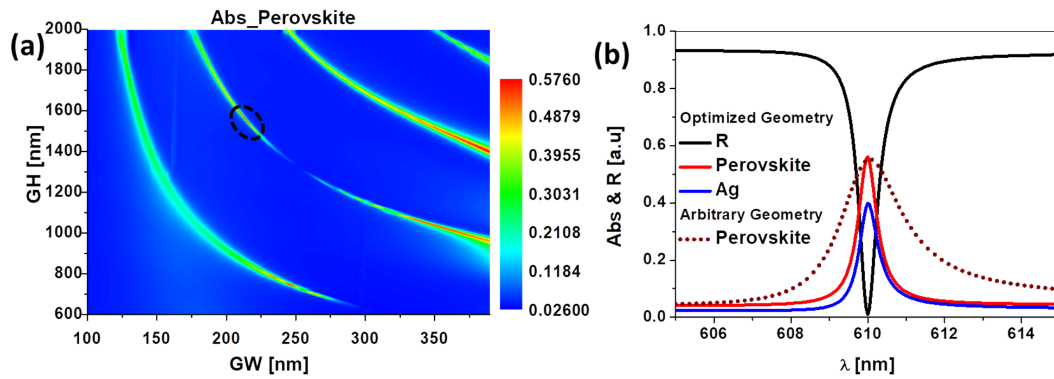 Abs_Perovskite
(a)
GH [nm]
2000
1800
1600
1400
1200
1000
800
600
100
150
200
250
300
350
GW [nm]
0.5760
0.4879
0.3955
0.3031
0.2108
0.1184
0.02600
(b)
Abs & R [a.u]
1.0
0.8
0.6
0.4
0.2
0.0
Optimized Geometry
R
Perovskite
Ag
Arbitrary Geometry
Perovskite
606
608
610
612
614
λ [nm]